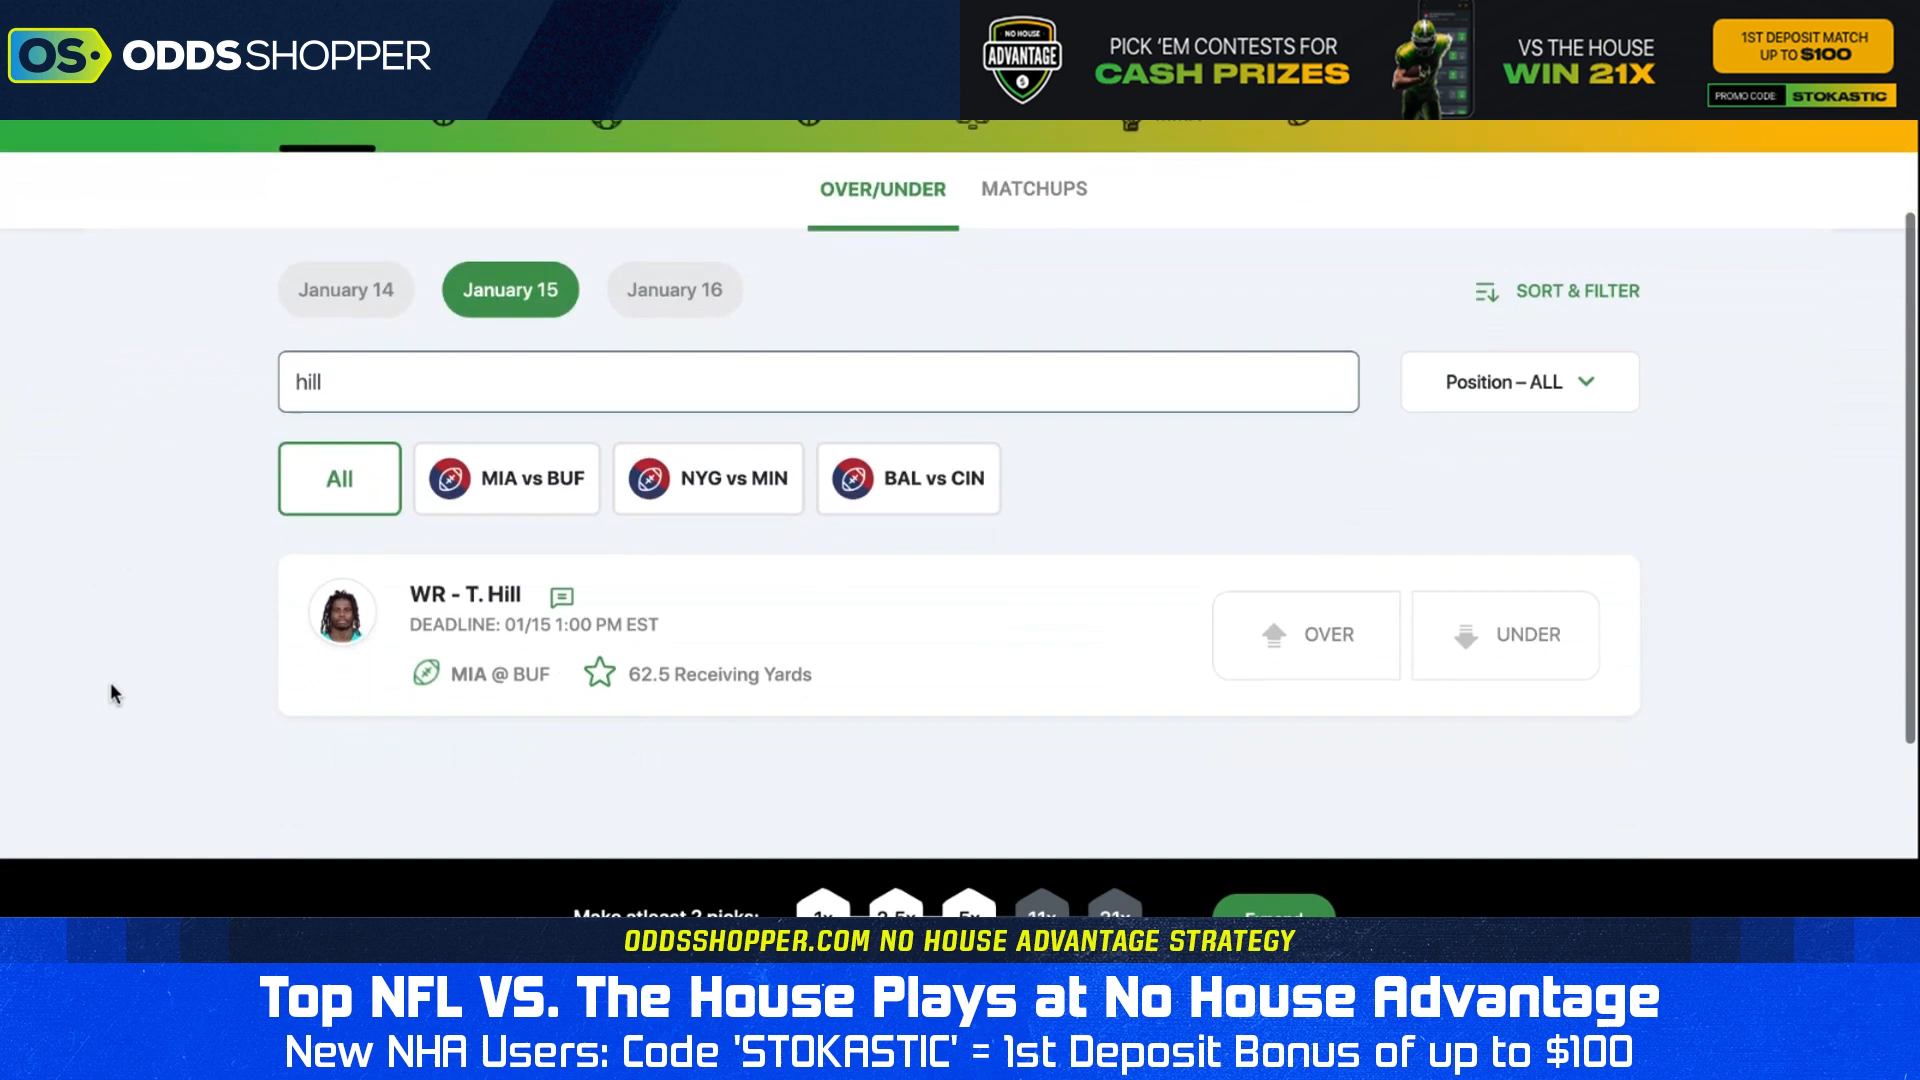 OS ODDSSHOPPER
NO HOUSE
ADVANTAGE
PICK 'EM CONTESTS FOR
CASH PRIZES
VS THE HOUSE
WIN 21X
1ST DEPOSIT MATCH
UP TO $100
PROMO CODE: STOKASTIC
OVER/UNDER MATCHUPS
January 14 January 15 January 16
SORT & FILTER
hill
Position – ALL
All MIA vs BUF NYG vs MIN BAL vs CIN
WR - T. Hill
DEADLINE: 01/15 1:00 PM EST
MIA @ BUF 62.5 Receiving Yards
OVER UNDER
Make atleast 2 picks:
ODDSSHOPPER.COM NO HOUSE ADVANTAGE STRATEGY
Top NFL VS. The House Plays at No House Advantage
New NHA Users: Code 'STOKASTIC' = 1st Deposit Bonus of up to $100